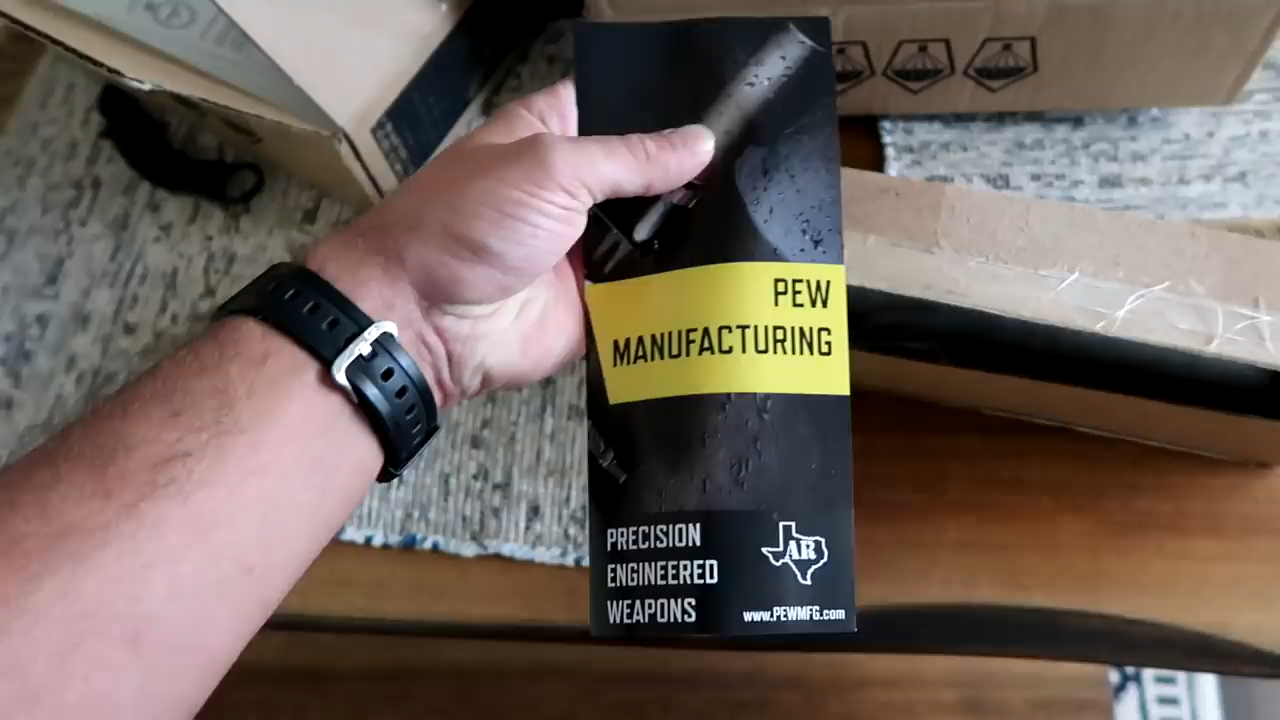 PEW
MANUFACTURING
PRECISION
ENGINEERED
WEAPONS
AR
www.PEWMFG.com